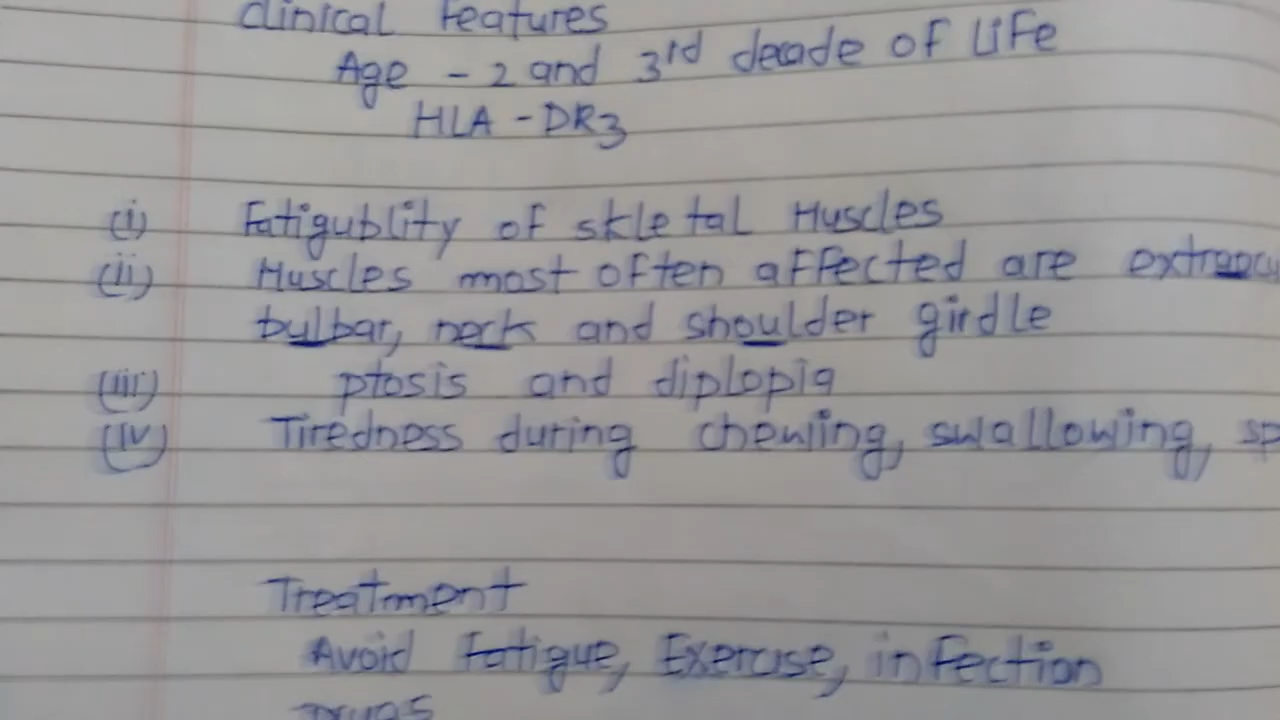 Clinical Features
Age - 2 and 3rd decade of Life
HLA - DR3
(i) Fatigublity of skletal Muscles
(ii) Muscles most often affected are
bulbar, neck and shoulder girdle
(iii) ptosis and diplopia
(iv) Tiredness during chewing, swallowing,
Treatment
Avoid Fatigue, Exercise, infection
Drugs